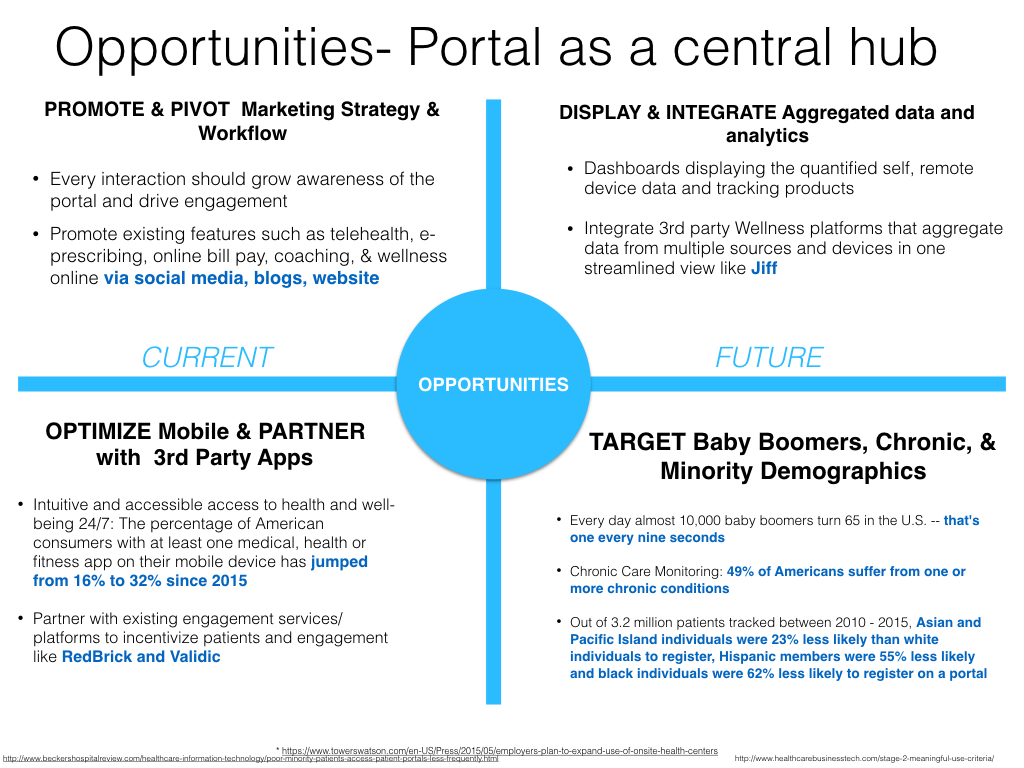 Opportunities- Portal as a central hub
PROMOTE & PIVOT  Marketing Strategy &
Workflow
• Every interaction should grow awareness of the
portal and drive engagement
• Promote existing features such as telehealth, e-
prescribing, online bill pay, coaching, & wellness
online via social media, blogs, website
DISPLAY & INTEGRATE Aggregated data and
analytics
• Dashboards displaying the quantified self, remote
device data and tracking products
• Integrate 3rd party Wellness platforms that aggregate
data from multiple sources and devices in one
streamlined view like Jiff
CURRENT
FUTURE
OPPORTUNITIES
OPTIMIZE Mobile & PARTNER
with  3rd Party Apps
• Intuitive and accessible access to health and well-
being 24/7: The percentage of American
consumers with at least one medical, health or
fitness app on their mobile device has jumped
from 16% to 32% since 2015
• Partner with existing engagement services/
platforms to incentivize patients and engagement
like RedBrick and Validic
TARGET Baby Boomers, Chronic, &
Minority Demographics
• Every day almost 10,000 baby boomers turn 65 in the U.S. -- that's
one every nine seconds
• Chronic Care Monitoring: 49% of Americans suffer from one or
more chronic conditions
• Out of 3.2 million patients tracked between 2010 - 2015, Asian and
Pacific Island individuals were 23% less likely than white
individuals to register, Hispanic members were 55% less likely
and black individuals were 62% less likely to register on a portal
* https://www.towerswatson.com/en-US/Press/2015/05/employers-plan-to-expand-use-of-onsite-health-centers
http://www.beckershospitalreview.com/healthcare-information-technology/poor-minority-patients-access-patient-portals-less-frequently.html
http://www.healthcarebusinesstech.com/stage-2-meaningful-use-criteria/